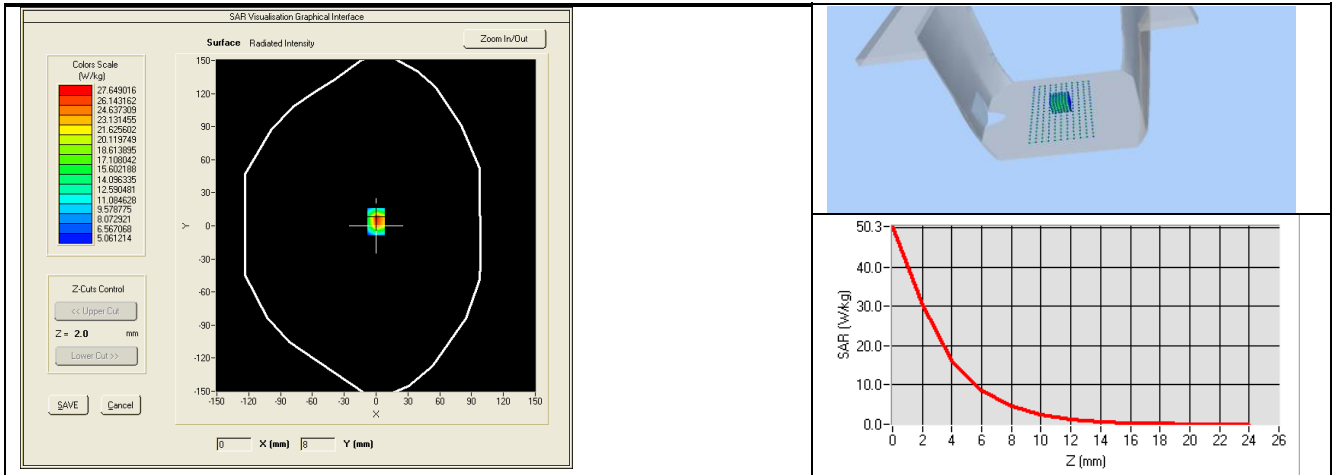 SAR Visualisation Graphical Interface
Surface Radiated Intensity
Zoom In/Out
Colors Scale
(W/kg)
27.649016
26.143162
24.637309
23.131455
21.625602
20.119749
18.613895
17.108042
15.602188
14.096335
12.590481
11.084628
9.578775
8.072921
6.567068
5.061214
Z-Cuts Control
<< Upper Cut
Z = 2.0 mm
Lower Cut >>
SAVE Cancel
150
120
90
60
30
0
-30
-60
-90
-120
-150
Y
-150 -120 -90 -60 -30 0 30 60 90 120 150
X
0 X (mm) 8 Y (mm)
50.3
40.0
30.0
20.0
10.0
0.0
SAR (W/kg)
0 2 4 6 8 10 12 14 16 18 20 22 24 26
Z (mm)